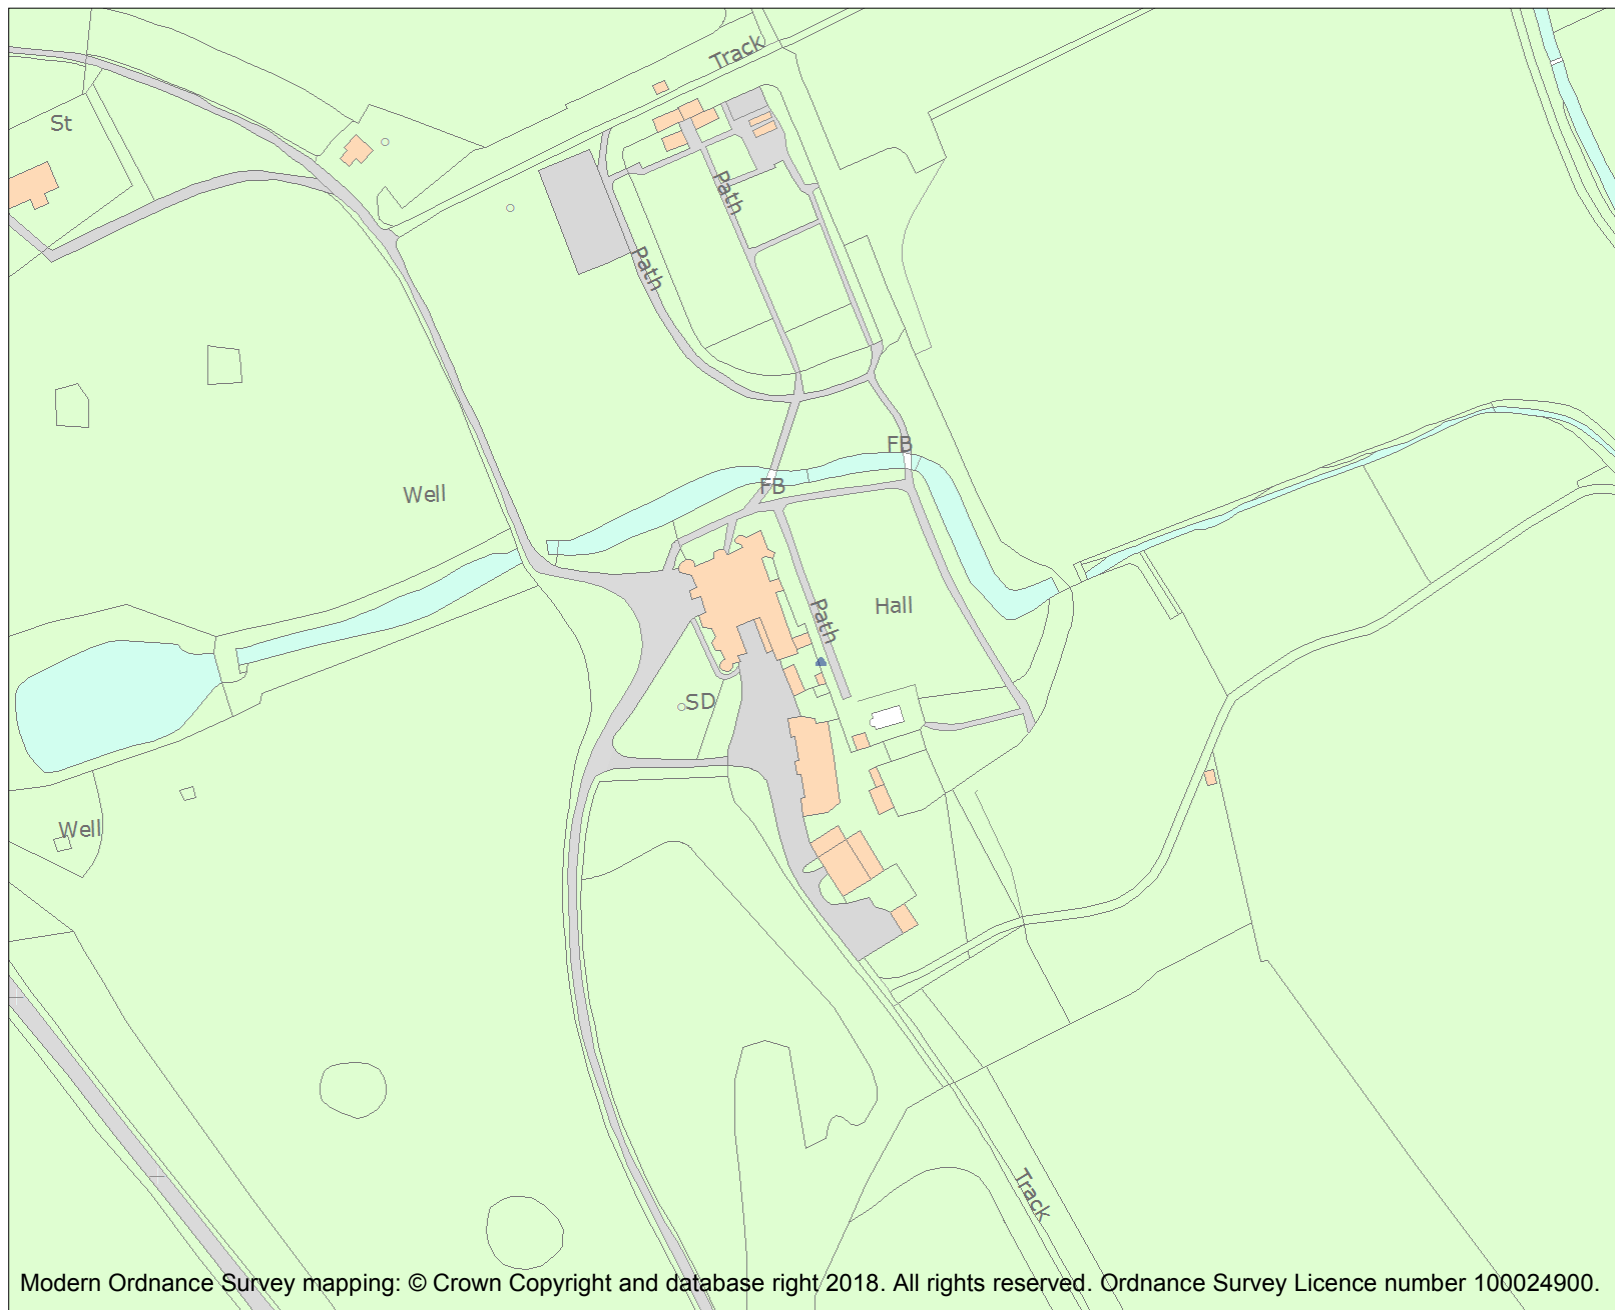 Track
St
Path
Path
FB
FB
Well
Path
Hall
SD
Well
Track
Modern Ordnance Survey mapping: © Crown Copyright and database right 2018. All rights reserved. Ordnance Survey Licence number 100024900.